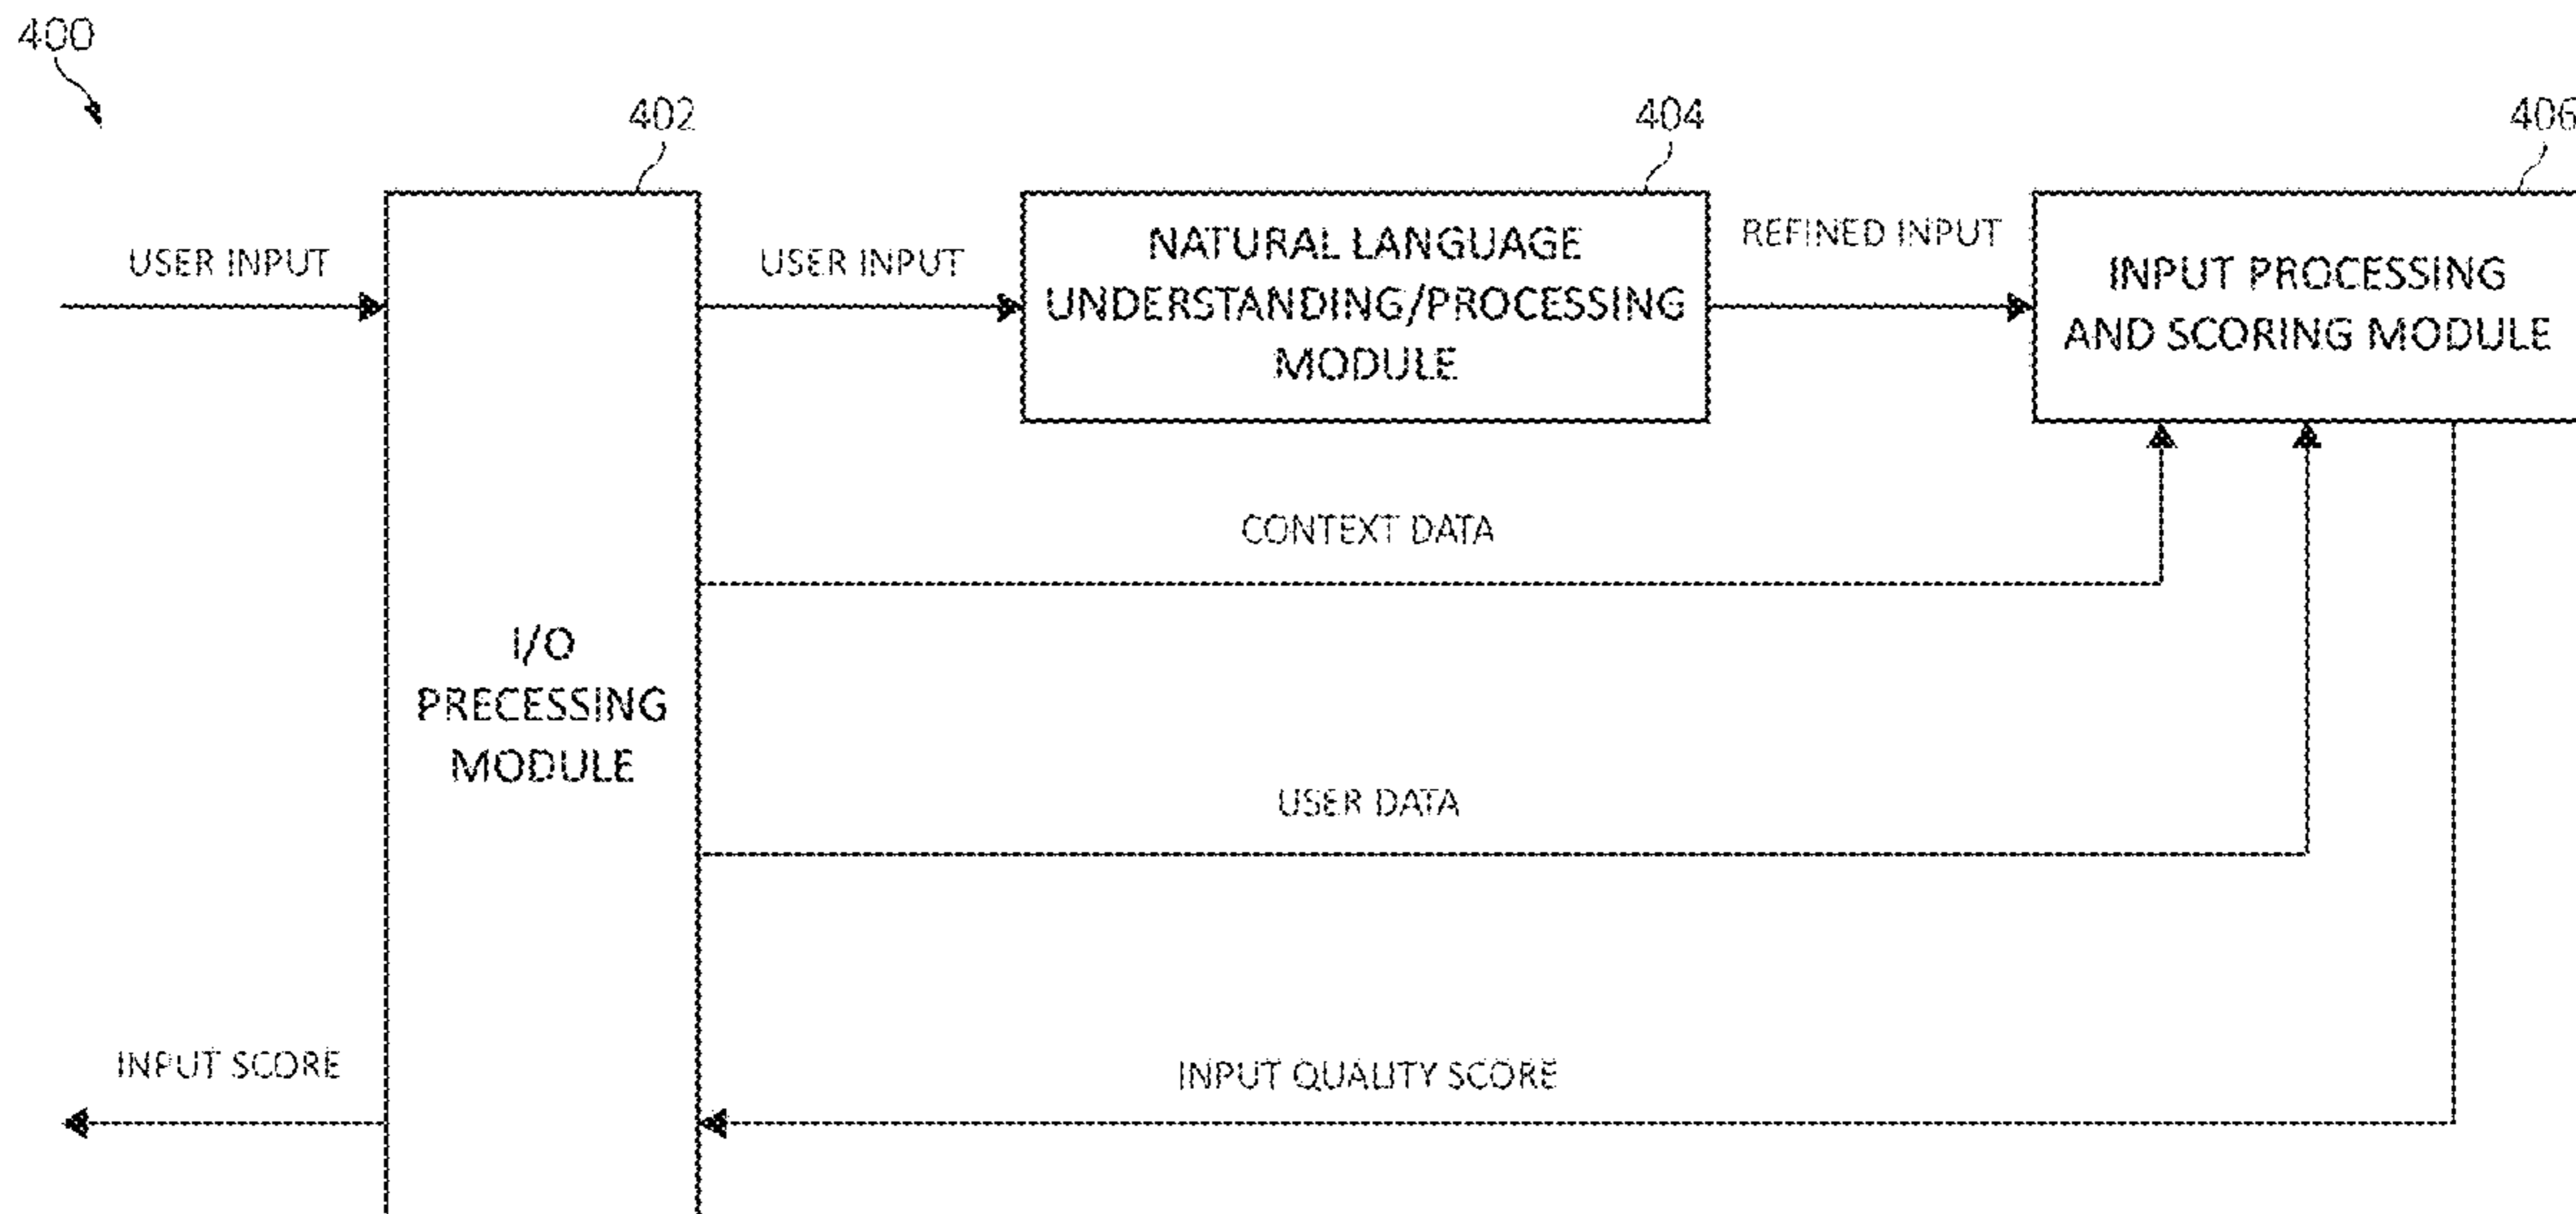 400
402
404
406
USER INPUT
USER INPUT
NATURAL LANGUAGE
UNDERSTANDING/PROCESSING
MODULE
REFINED INPUT
INPUT PROCESSING
AND SCORING MODULE
CONTEXT DATA
I/O
PRECESSING
MODULE
USER DATA
INPUT SCORE
INPUT QUALITY SCORE